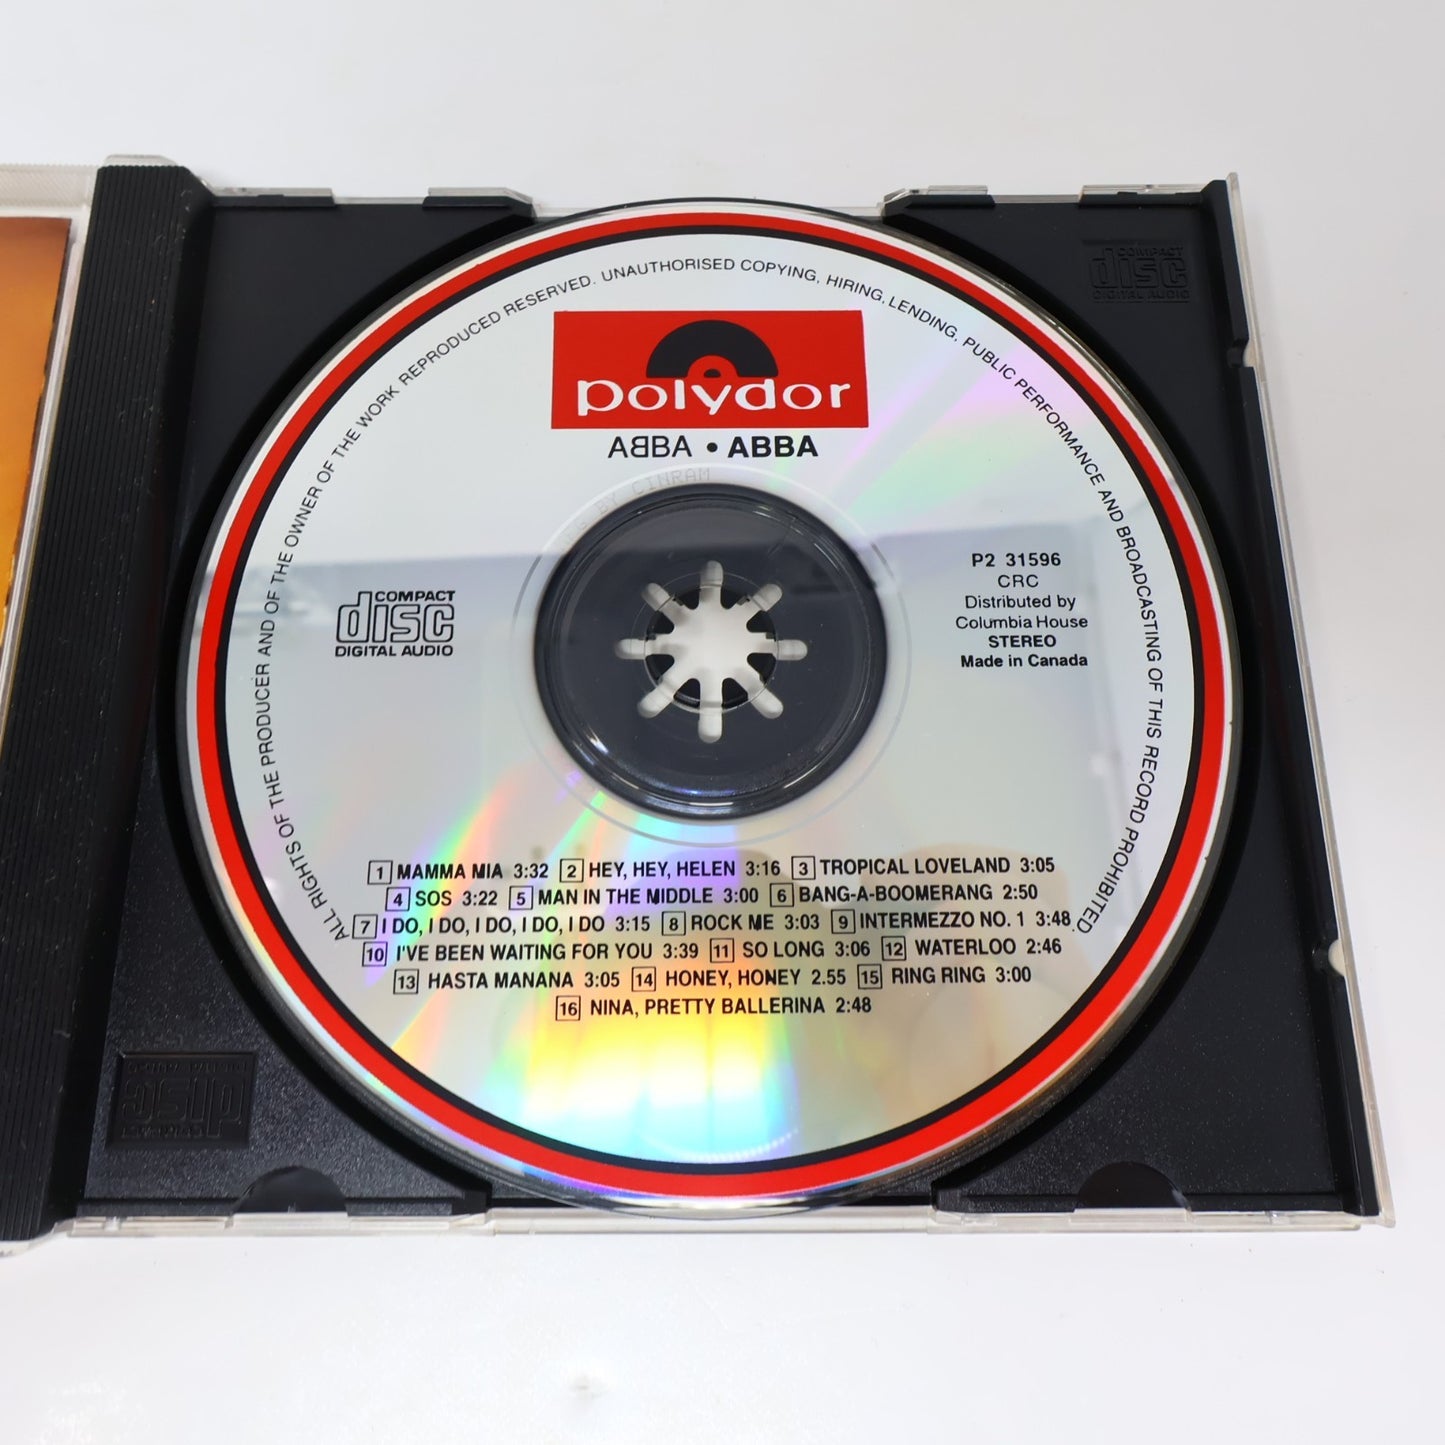 ALL RIGHTS OF THE PRODUCER AND OF THE OWNER OF THE WORK REPRODUCED RESERVED. UNAUTHORISED COPYING, HIRING, LENDING, PUBLIC PERFORMANCE AND BROADCASTING OF THIS RECORD PROHIBITED.
polydor
ABBA • ABBA
BY CINRAM
COMPACT
disc
DIGITAL AUDIO
P2 31596
CRC
Distributed by
Columbia House
STEREO
Made in Canada
1 MAMMA MIA 3:32 2 HEY, HEY, HELEN 3:16 3 TROPICAL LOVELAND 3:05
4 SOS 3:22 5 MAN IN THE MIDDLE 3:00 6 BANG-A-BOOMERANG 2:50
7 I DO, I DO, I DO, I DO, I DO 3:15 8 ROCK ME 3:03 9 INTERMEZZO NO. 1 3:48
10 I'VE BEEN WAITING FOR YOU 3:39 11 SO LONG 3:06 12 WATERLOO 2:46
13 HASTA MANANA 3:05 14 HONEY, HONEY 2.55 15 RING RING 3:00
16 NINA, PRETTY BALLERINA 2:48
COMPACT
disc
DIGITAL AUDIO
COMPACT
disc
DIGITAL AUDIO